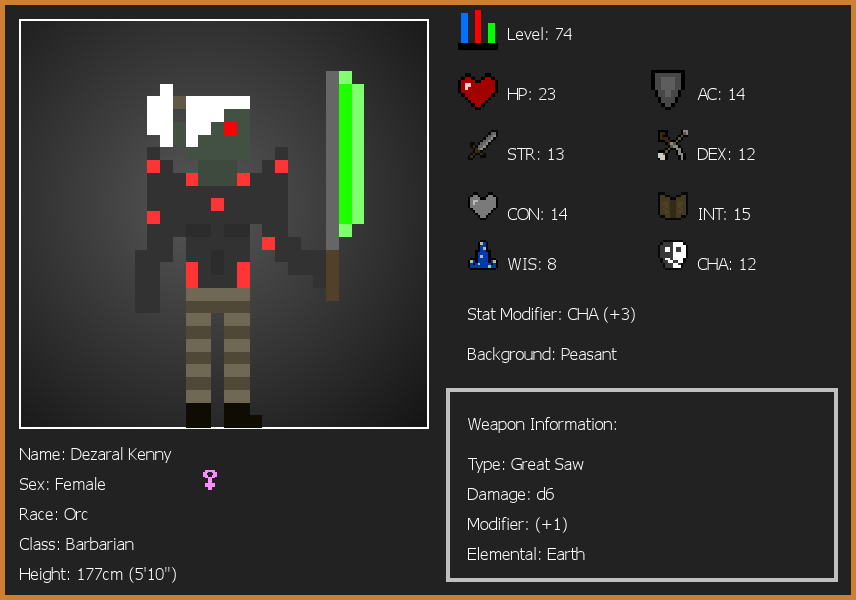 Level: 74
HP: 23
AC: 14
STR: 13
DEX: 12
CON: 14
INT: 15
WIS: 8
CHA: 12
Stat Modifier: CHA (+3)
Background: Peasant
Weapon Information:
Type: Great Saw
Damage: d6
Modifier: (+1)
Elemental: Earth
Name: Dezaral Kenny
Sex: Female
Race: Orc
Class: Barbarian
Height: 177cm (5'10")